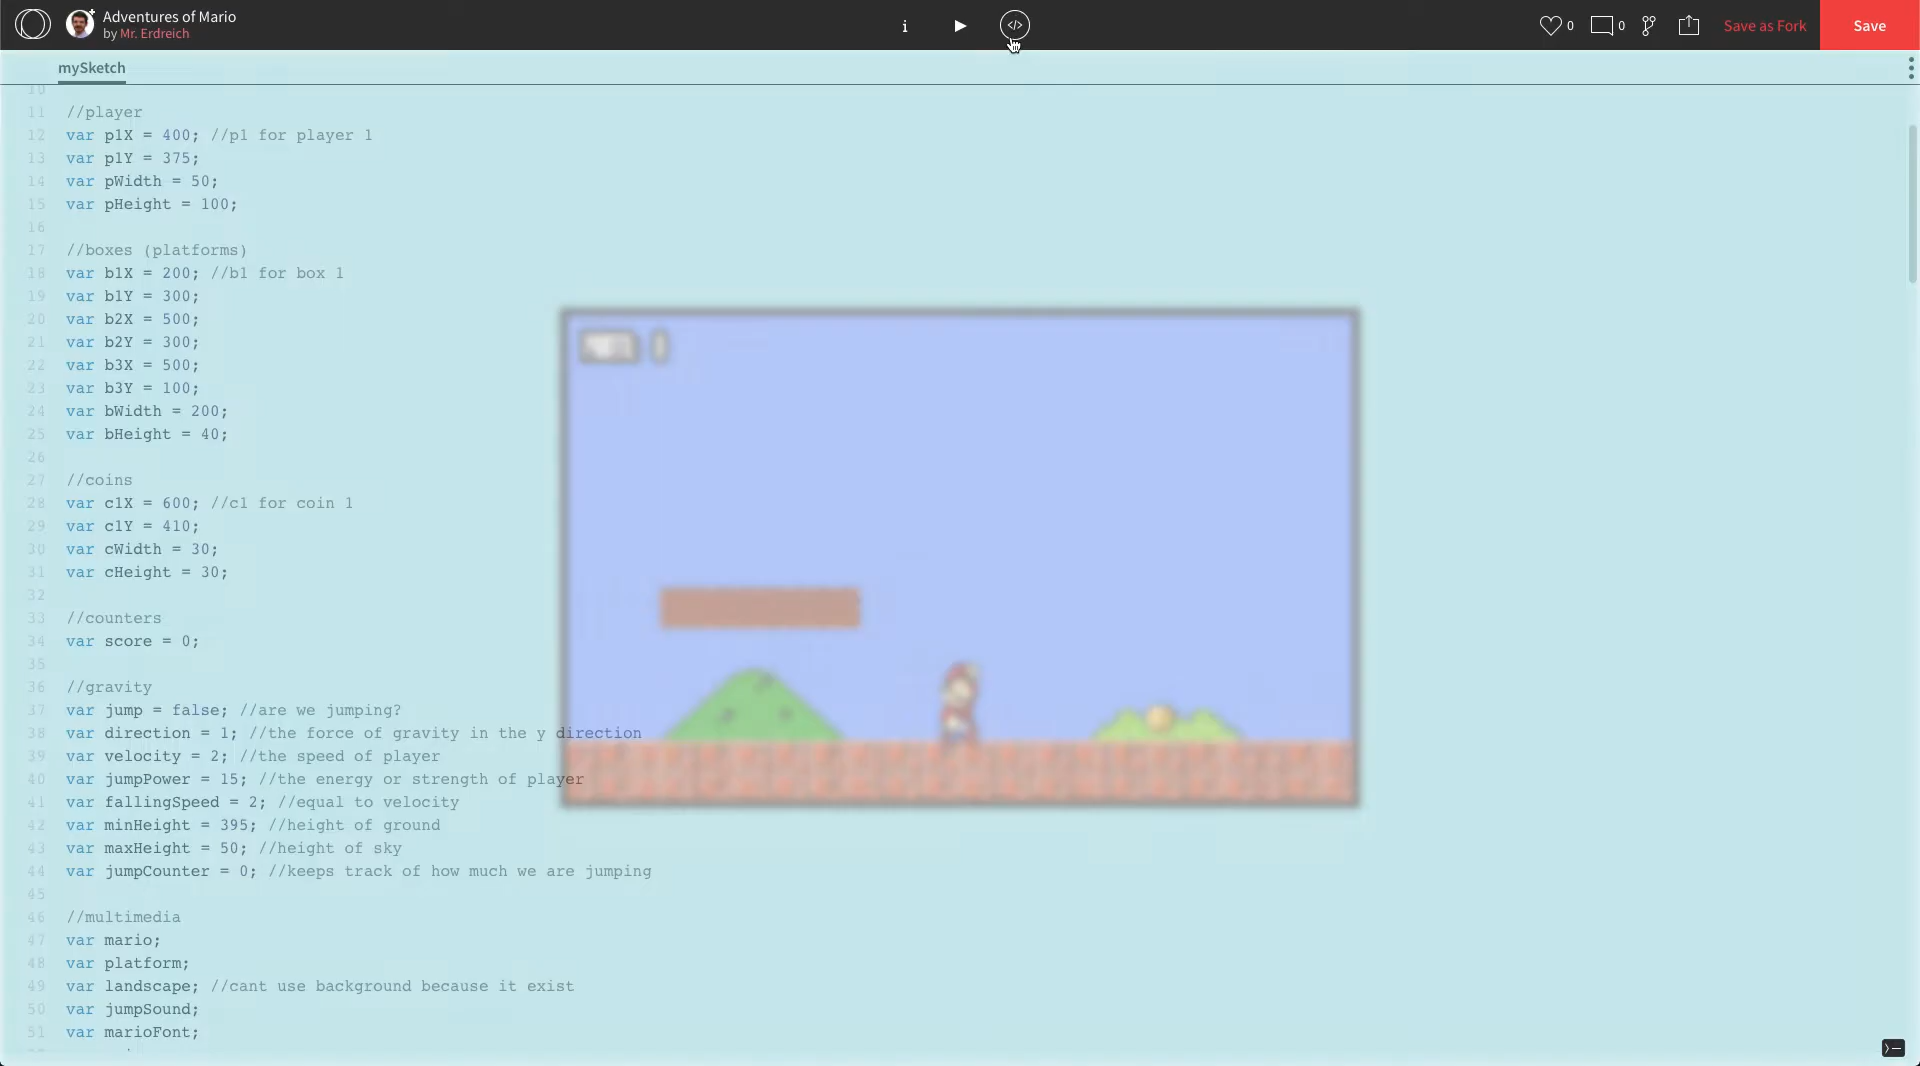 Adventures of Mario
by Mr. Erdreich
0
0
Save as Fork
Save
mySketch
10
11 //player
12 var p1X = 400; //p1 for player 1
13 var p1Y = 375;
14 var pWidth = 50;
15 var pHeight = 100;
16
17 //boxes (platforms)
18 var b1X = 200; //b1 for box 1
19 var b1Y = 300;
20 var b2X = 500;
21 var b2Y = 300;
22 var b3X = 500;
23 var b3Y = 100;
24 var bWidth = 200;
25 var bHeight = 40;
26
27 //coins
28 var c1X = 600; //c1 for coin 1
29 var c1Y = 410;
30 var cWidth = 30;
31 var cHeight = 30;
32
33 //counters
34 var score = 0;
35
36 //gravity
37 var jump = false; //are we jumping?
38 var direction = 1; //the force of gravity in the y direction
39 var velocity = 2; //the speed of player
40 var jumpPower = 15; //the energy or strength of player
41 var fallingSpeed = 2; //equal to velocity
42 var minHeight = 395; //height of ground
43 var maxHeight = 50; //height of sky
44 var jumpCounter = 0; //keeps track of how much we are jumping
45
46 //multimedia
47 var mario;
48 var platform;
49 var landscape; //cant use background because it exist
50 var jumpSound;
51 var marioFont;